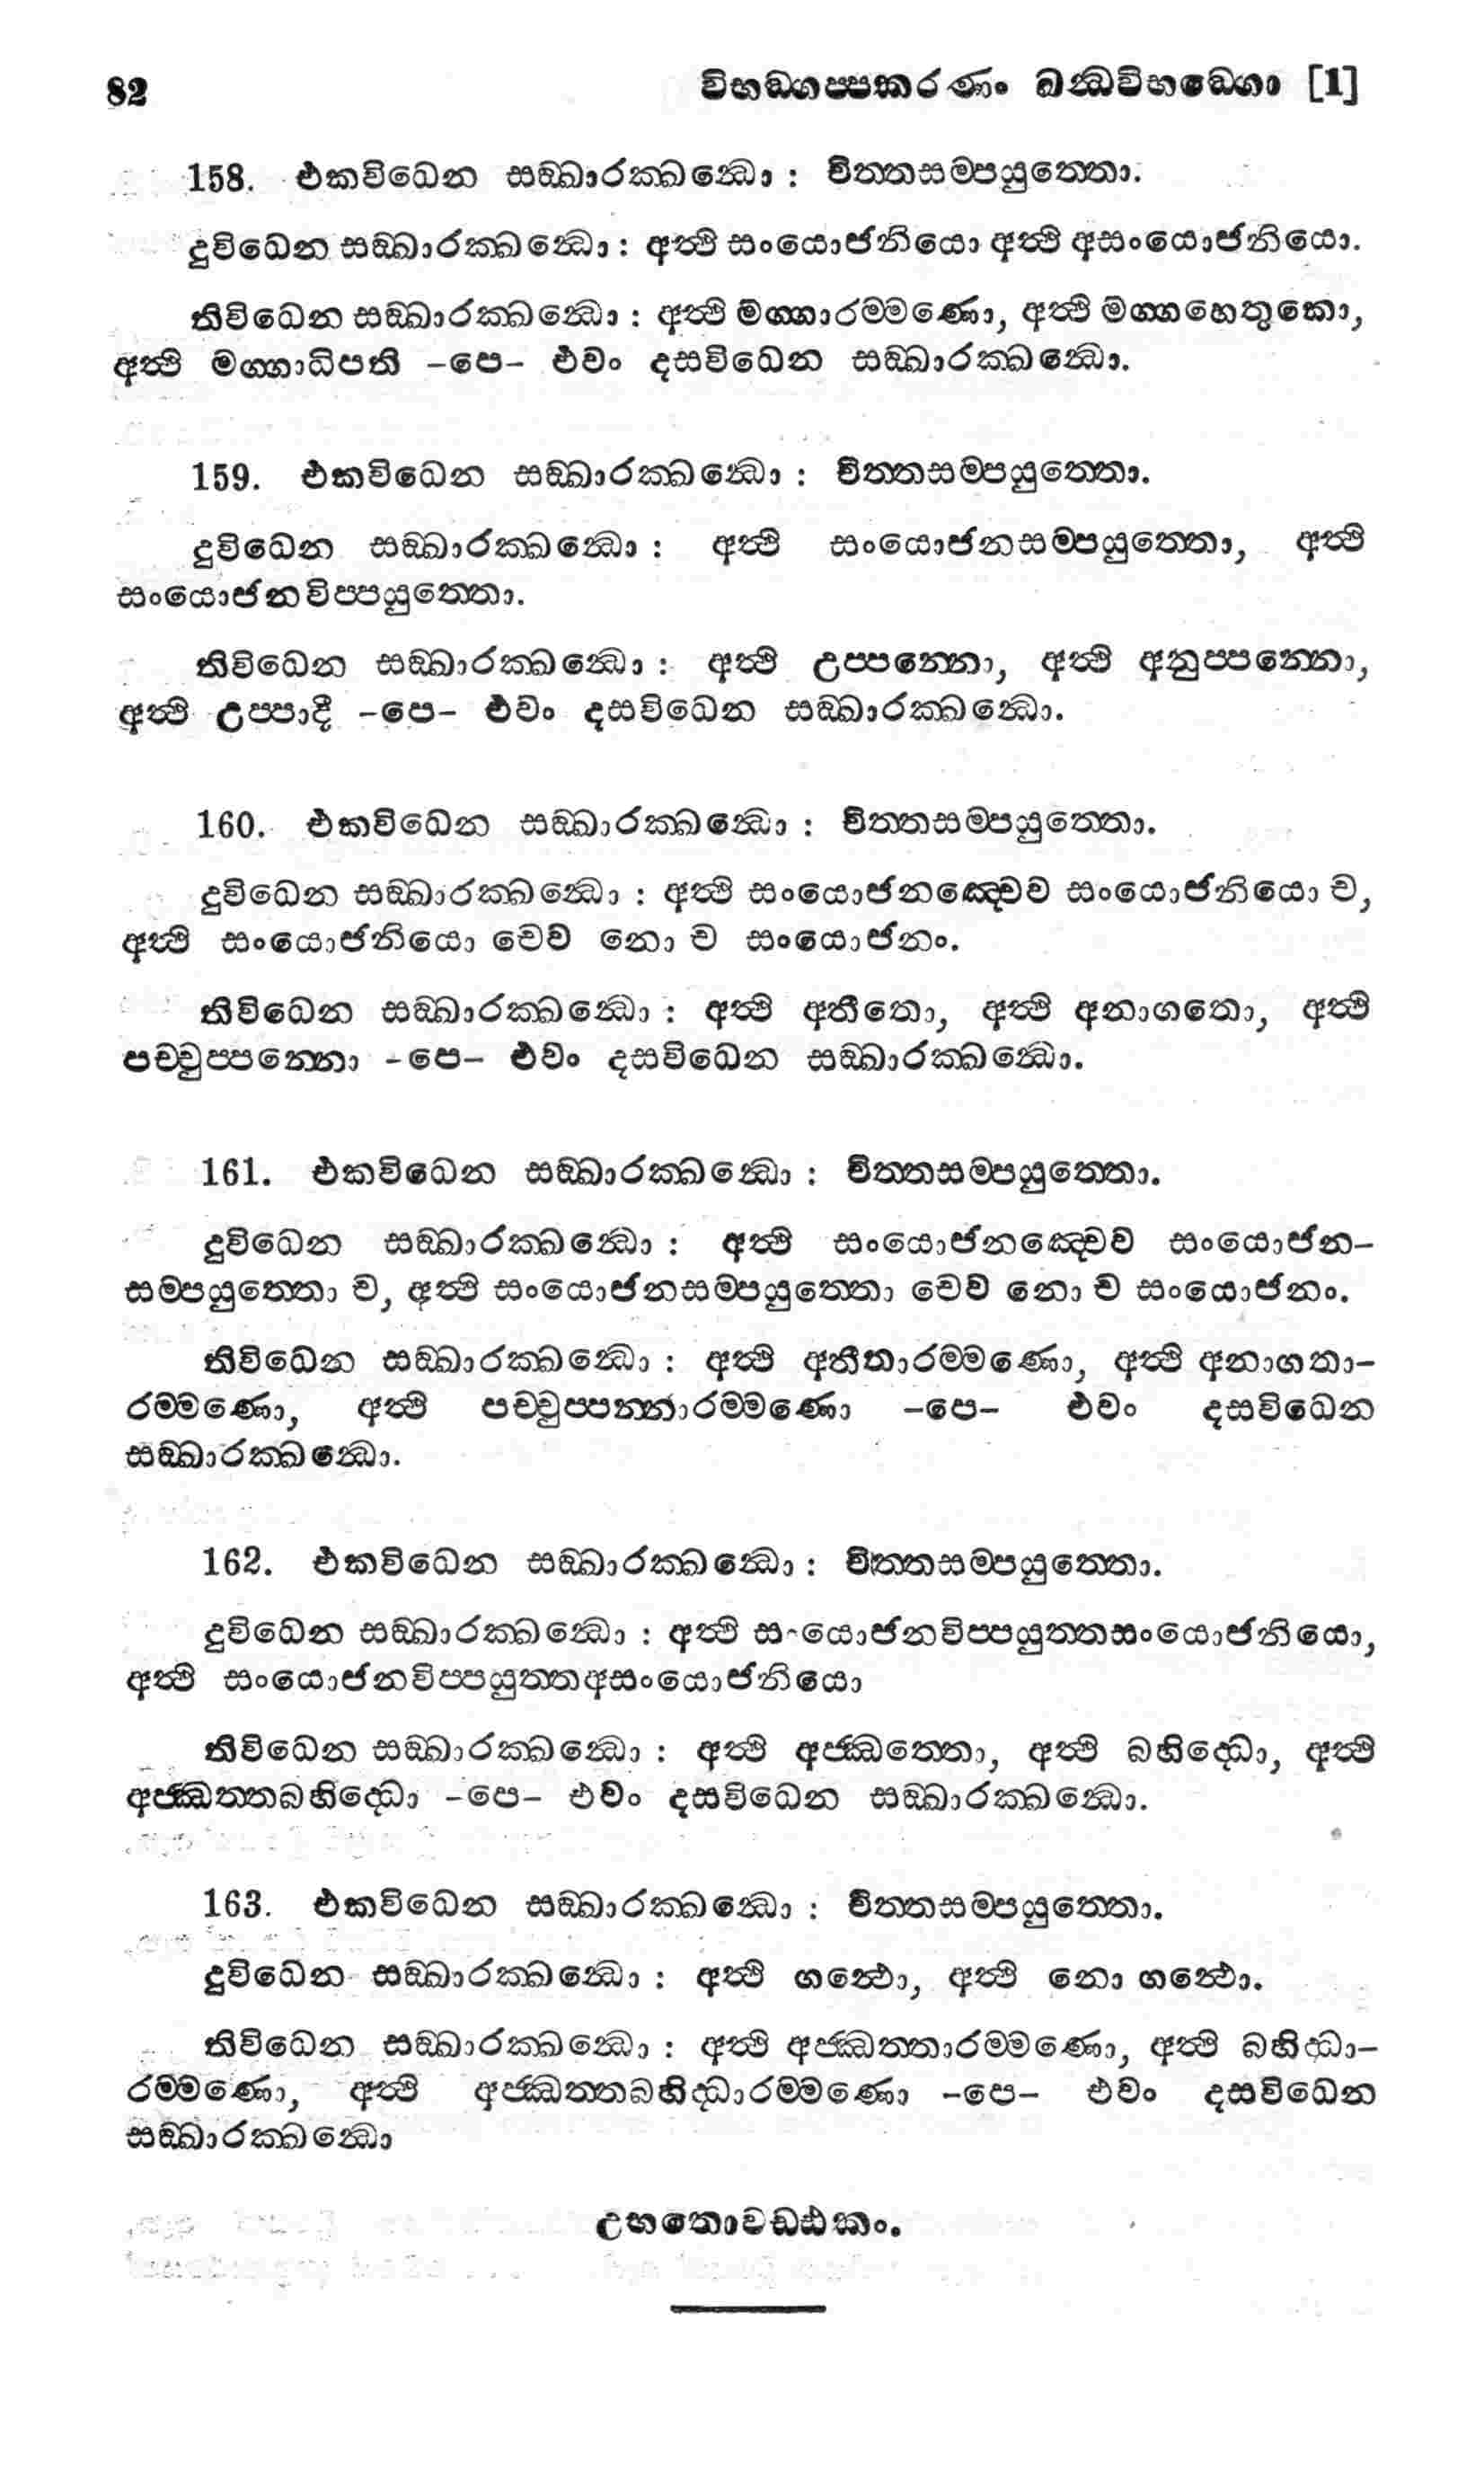 82 විභඞ්ගප්පකරණං ඛන්ධවිභඞ්ගො [1]
158. එකවිධෙන සඞ්ඛාරක්ඛන්ධො : චිත්තසම්පයුත්තො.
දුවිධෙන සඞ්ඛාරක්ඛන්ධො : අත්ථි සංයොජනියො අත්ථි අසංයොජනියො.
තිවිධෙන සඞ්ඛාරක්ඛන්ධො : අත්ථි මග්ගාරම්මණො, අත්ථි මග්ගහෙතුකො,
අත්ථි මග්ගාධිපති -පෙ- එවං දසවිධෙන සඞ්ඛාරක්ඛන්ධො.
159. එකවිධෙන සඞ්ඛාරක්ඛන්ධො : චිත්තසම්පයුත්තො.
දුවිධෙන සඞ්ඛාරක්ඛන්ධො : අත්ථි සංයොජනසම්පයුත්තො, අත්ථි
සංයොජනවිප්පයුත්තො.
තිවිධෙන සඞ්ඛාරක්ඛන්ධො : අත්ථි උප්පන්නො, අත්ථි අනුප්පන්නො,
අත්ථි උප්පාදී -පෙ- එවං දසවිධෙන සඞ්ඛාරක්ඛන්ධො.
160. එකවිධෙන සඞ්ඛාරක්ඛන්ධො : චිත්තසම්පයුත්තො.
දුවිධෙන සඞ්ඛාරක්ඛන්ධො : අත්ථි සංයොජනඤ්චෙව සංයොජනියො ච,
අත්ථි සංයොජනියො චෙව නො ච සංයොජනං.
තිවිධෙන සඞ්ඛාරක්ඛන්ධො : අත්ථි අතීතො, අත්ථි අනාගතො, අත්ථි
පච්චුප්පන්නො -පෙ- එවං දසවිධෙන සඞ්ඛාරක්ඛන්ධො.
161. එකවිධෙන සඞ්ඛාරක්ඛන්ධො : චිත්තසම්පයුත්තො.
දුවිධෙන සඞ්ඛාරක්ඛන්ධො : අත්ථි සංයොජනඤ්චෙව සංයොජන-
සම්පයුත්තො ච, අත්ථි සංයොජනසම්පයුත්තො චෙව නො ච සංයොජනං.
තිවිධෙන සඞ්ඛාරක්ඛන්ධො : අත්ථි අතීතාරම්මණො, අත්ථි අනාගතා-
රම්මණො, අත්ථි පච්චුප්පන්නාරම්මණො -පෙ- එවං දසවිධෙන
සඞ්ඛාරක්ඛන්ධො.
162. එකවිධෙන සඞ්ඛාරක්ඛන්ධො : චිත්තසම්පයුත්තො.
දුවිධෙන සඞ්ඛාරක්ඛන්ධො : අත්ථි සංයොජනවිප්පයුත්තසංයොජනියො,
අත්ථි සංයොජනවිප්පයුත්තඅසංයොජනියො
තිවිධෙන සඞ්ඛාරක්ඛන්ධො : අත්ථි අජ්ඣත්තො, අත්ථි බහිද්ධො, අත්ථි
අජ්ඣත්තබහිද්ධො -පෙ- එවං දසවිධෙන සඞ්ඛාරක්ඛන්ධො.
163. එකවිධෙන සඞ්ඛාරක්ඛන්ධො : චිත්තසම්පයුත්තො.
දුවිධෙන සඞ්ඛාරක්ඛන්ධො : අත්ථි ගන්ථො, අත්ථි නො ගන්ථො.
තිවිධෙන සඞ්ඛාරක්ඛන්ධො : අත්ථි අජ්ඣත්තාරම්මණො, අත්ථි බහිද්ධා-
රම්මණො, අත්ථි අජ්ඣත්තබහිද්ධාරම්මණො -පෙ- එවං දසවිධෙන
සඞ්ඛාරක්ඛන්ධො
උභතොවඩ්ඪකං.